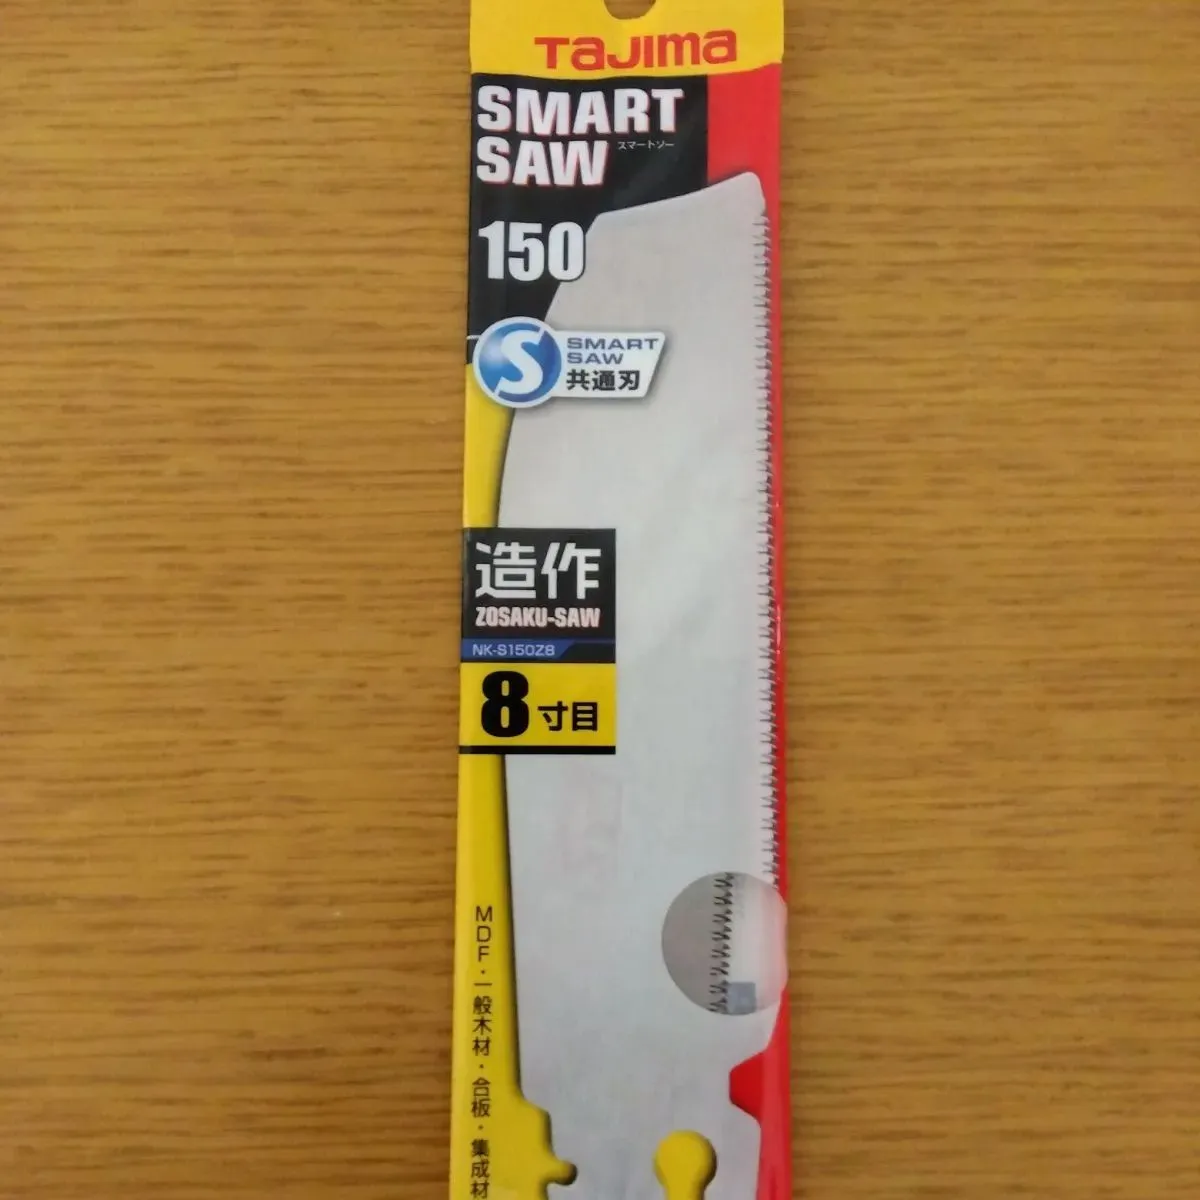 TaJIma
SMART
SAW スマートソー
150
SMART
SAW
共通刃
造作
ZOSAKU-SAW
NK-S150Z8
8寸目
MDF・一般木材・合板・集成材